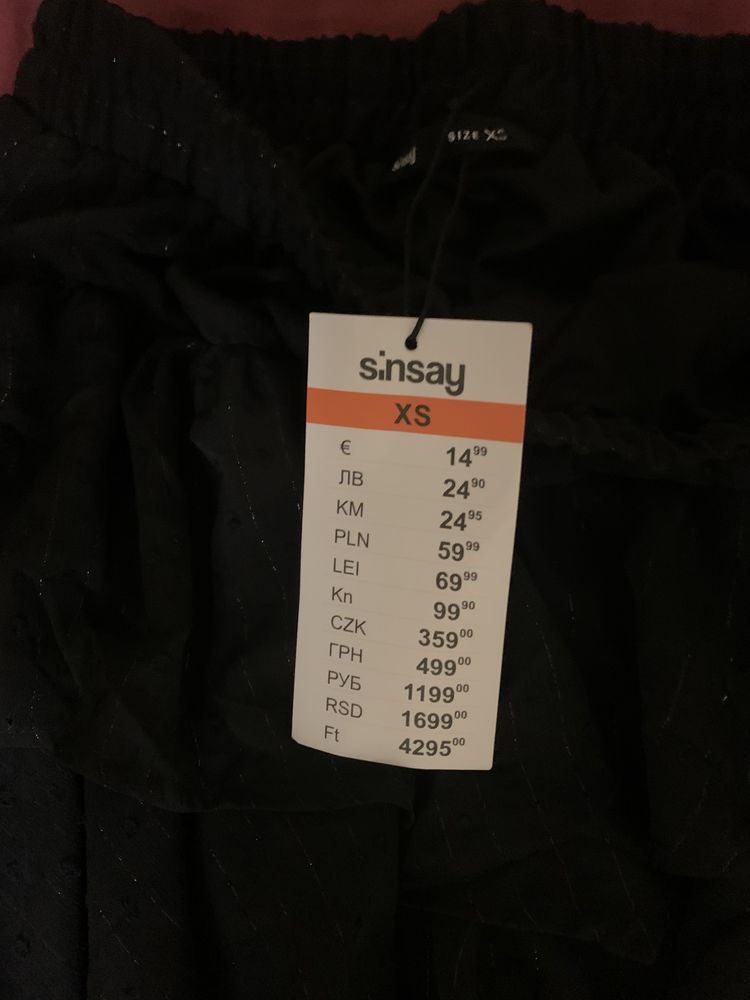 SIZE XS
sinsay
XS
€ 14⁹⁹
ЛВ 24⁹⁰
KM 24⁹⁵
PLN 59⁹⁹
LEI 69⁹⁹
Kn 99⁹⁰
CZK 359⁰⁰
ГРН 499⁰⁰
РУБ 1199⁰⁰
RSD 1699⁰⁰
Ft 4295⁰⁰